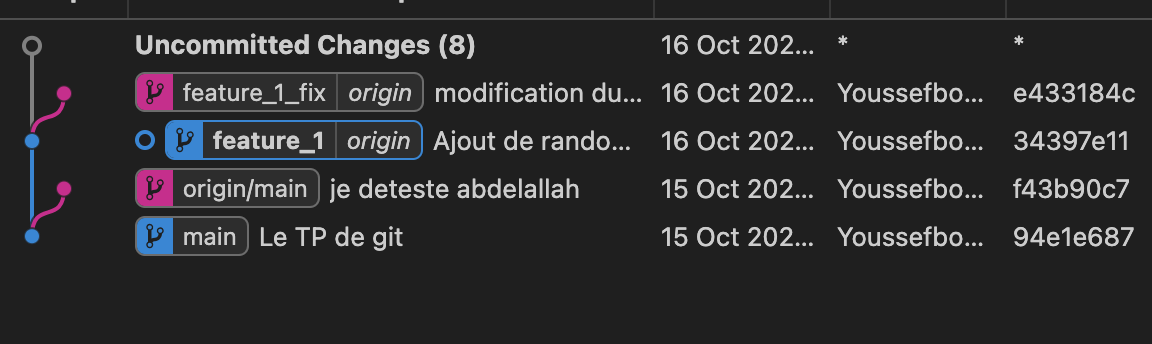 Uncommitted Changes (8) 16 Oct 202... * *
feature_1_fix origin modification du... 16 Oct 202... Youssefbo... e433184c
feature_1 origin Ajout de rando... 16 Oct 202... Youssefbo... 34397e11
origin/main je deteste abdelallah 15 Oct 202... Youssefbo... f43b90c7
main Le TP de git 15 Oct 202... Youssefbo... 94e1e687